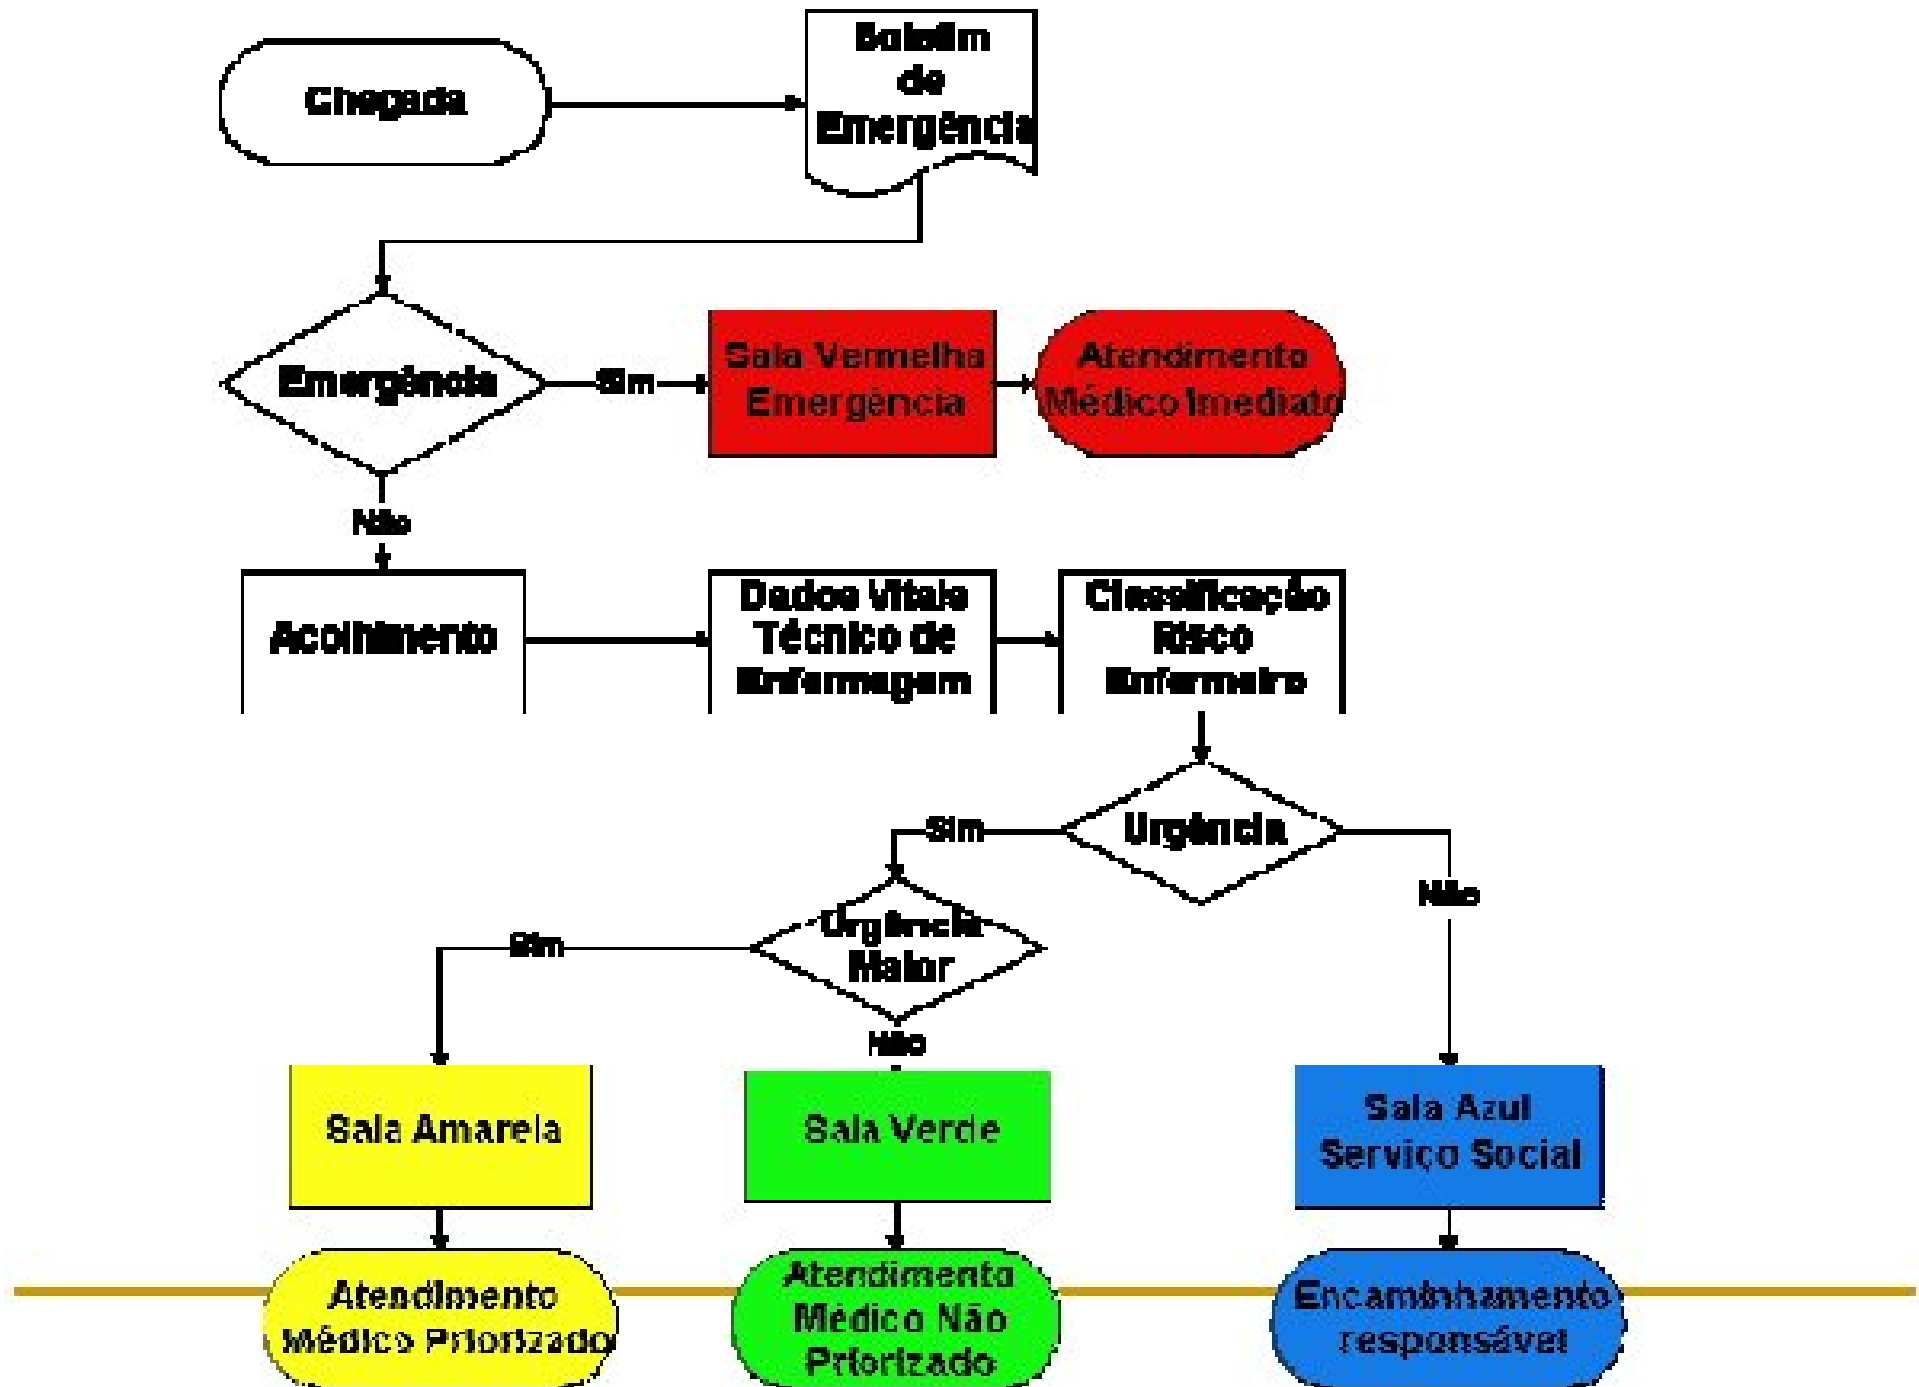 Chegada
Boletim
de
Emergência
Emergência
Sim
Sala Vermelha
Emergência
Atendimento
Médico Imediato
Não
Acolhimento
Dados Vitais
Técnico de
Enfermagem
Classificação
Risco
Enfermeiro
Urgência
Sim
Não
Urgência
Maior
Sim
Não
Sala Amarela
Sala Verde
Sala Azul
Serviço Social
Atendimento
Médico Priorizado
Atendimento
Médico Não
Priorizado
Encaminhamento
responsável